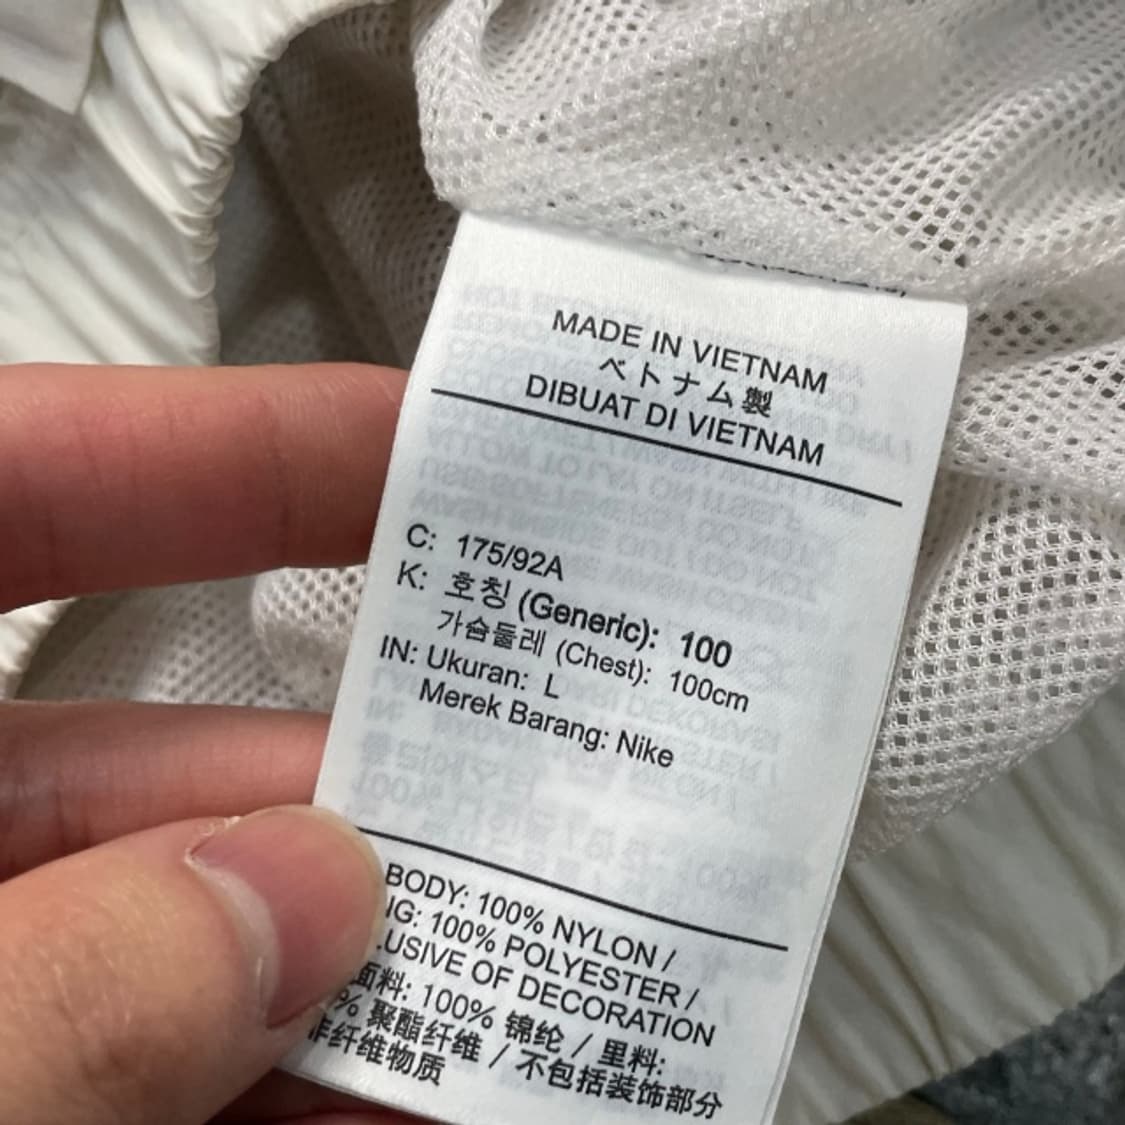 MADE IN VIETNAM
ベトナム製
DIBUAT DI VIETNAM
C: 175/92A
K: 호칭 (Generic): 100
가슴둘레 (Chest): 100cm
IN: Ukuran: L
Merek Barang: Nike
BODY: 100% NYLON /
100% POLYESTER /
OF DECORATION
面料: 100% 锦纶 / 里料:
% 聚酯纤维 / 不包括装饰部分
非纤维物质